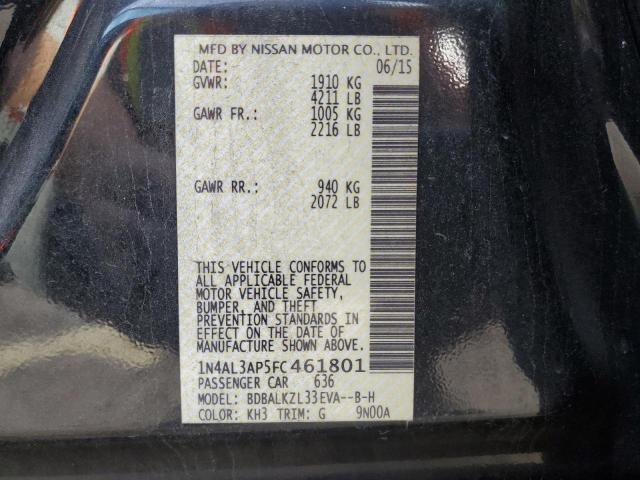 MFD BY NISSAN MOTOR CO., LTD.
DATE: 06/15
GVWR: 1910 KG
4211 LB
GAWR FR.: 1005 KG
2216 LB
GAWR RR.: 940 KG
2072 LB
THIS VEHICLE CONFORMS TO
ALL APPLICABLE FEDERAL
MOTOR VEHICLE SAFETY,
BUMPER, AND THEFT
PREVENTION STANDARDS IN
EFFECT ON THE DATE OF
MANUFACTURE SHOWN ABOVE.
1N4AL3AP5FC461801
PASSENGER CAR 636
MODEL: BDBALKZL33EVA--B-H
COLOR: KH3 TRIM: G 9N00A